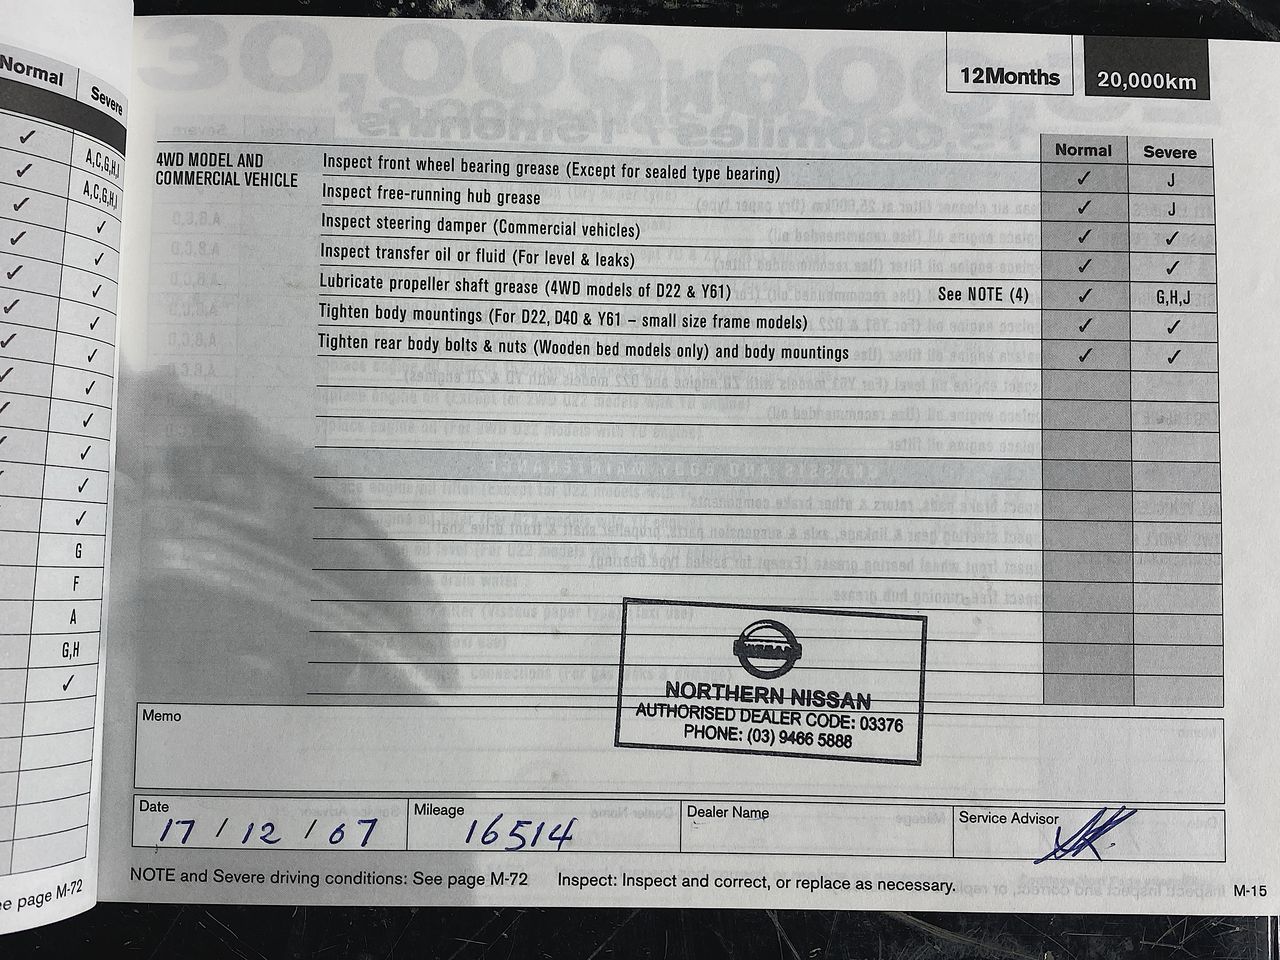 Normal
Severe
✓
A,C,G,H,J
✓
A,C,G,H,J
✓ ✓
✓ ✓
✓ ✓
✓ ✓
✓ ✓
✓ ✓
✓ ✓
✓ ✓
✓
✓
G
F
A
G,H
✓
See page M-72
12Months
20,000km
Normal
Severe
4WD MODEL AND
COMMERCIAL VEHICLE
Inspect front wheel bearing grease (Except for sealed type bearing) ✓ J
Inspect free-running hub grease ✓ J
Inspect steering damper (Commercial vehicles) ✓ ✓
Inspect transfer oil or fluid (For level & leaks) ✓ ✓
Lubricate propeller shaft grease (4WD models of D22 & Y61) See NOTE (4) ✓ G,H,J
Tighten body mountings (For D22, D40 & Y61 – small size frame models) ✓ ✓
Tighten rear body bolts & nuts (Wooden bed models only) and body mountings ✓ ✓
NISSAN
NORTHERN NISSAN
AUTHORISED DEALER CODE: 03376
PHONE: (03) 9466 5888
Memo
Date
17 / 12 / 07
Mileage
16514
Dealer Name
Service Advisor
NOTE and Severe driving conditions: See page M-72 Inspect: Inspect and correct, or replace as necessary.
M-15